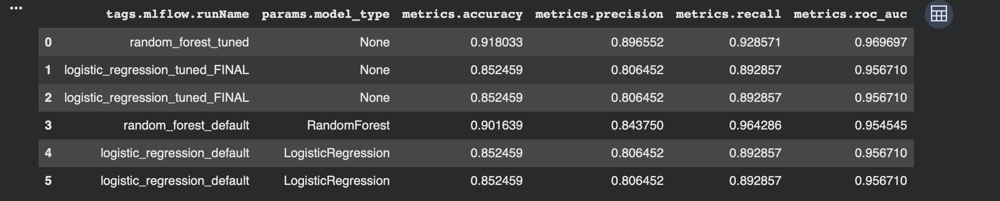 tags.mlflow.runName params.model_type metrics.accuracy metrics.precision metrics.recall metrics.roc_auc
0 random_forest_tuned None 0.918033 0.896552 0.928571 0.969697
1 logistic_regression_tuned_FINAL None 0.852459 0.806452 0.892857 0.956710
2 logistic_regression_tuned_FINAL None 0.852459 0.806452 0.892857 0.956710
3 random_forest_default RandomForest 0.901639 0.843750 0.964286 0.954545
4 logistic_regression_default LogisticRegression 0.852459 0.806452 0.892857 0.956710
5 logistic_regression_default LogisticRegression 0.852459 0.806452 0.892857 0.956710